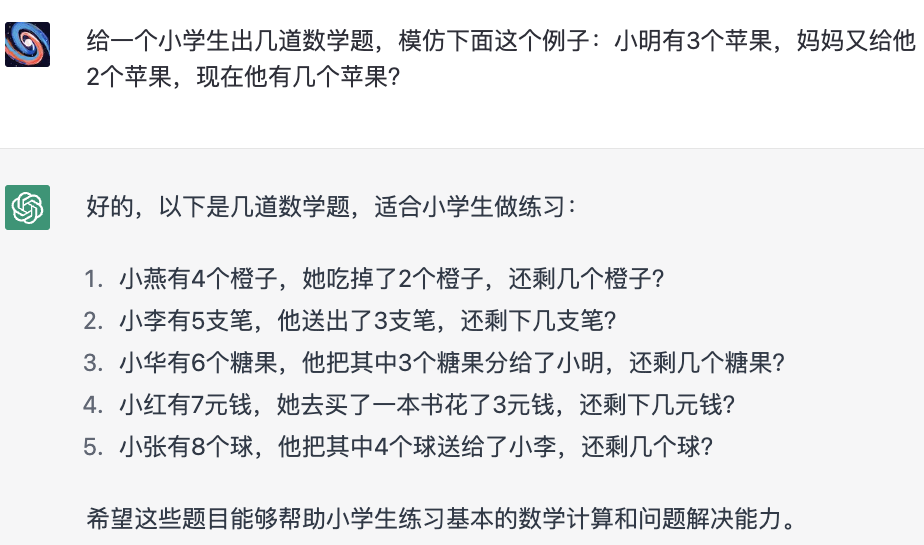 给一个小学生出几道数学题，模仿下面这个例子：小明有3个苹果，妈妈又给他
2个苹果，现在他有几个苹果？
好的，以下是几道数学题，适合小学生做练习：
1. 小燕有4个橙子，她吃掉了2个橙子，还剩几个橙子？
2. 小李有5支笔，他送出了3支笔，还剩下几支笔？
3. 小华有6个糖果，他把其中3个糖果分给了小明，还剩几个糖果？
4. 小红有7元钱，她去买了一本书花了3元钱，还剩下几元钱？
5. 小张有8个球，他把其中4个球送给了小李，还剩几个球？
希望这些题目能够帮助小学生练习基本的数学计算和问题解决能力。